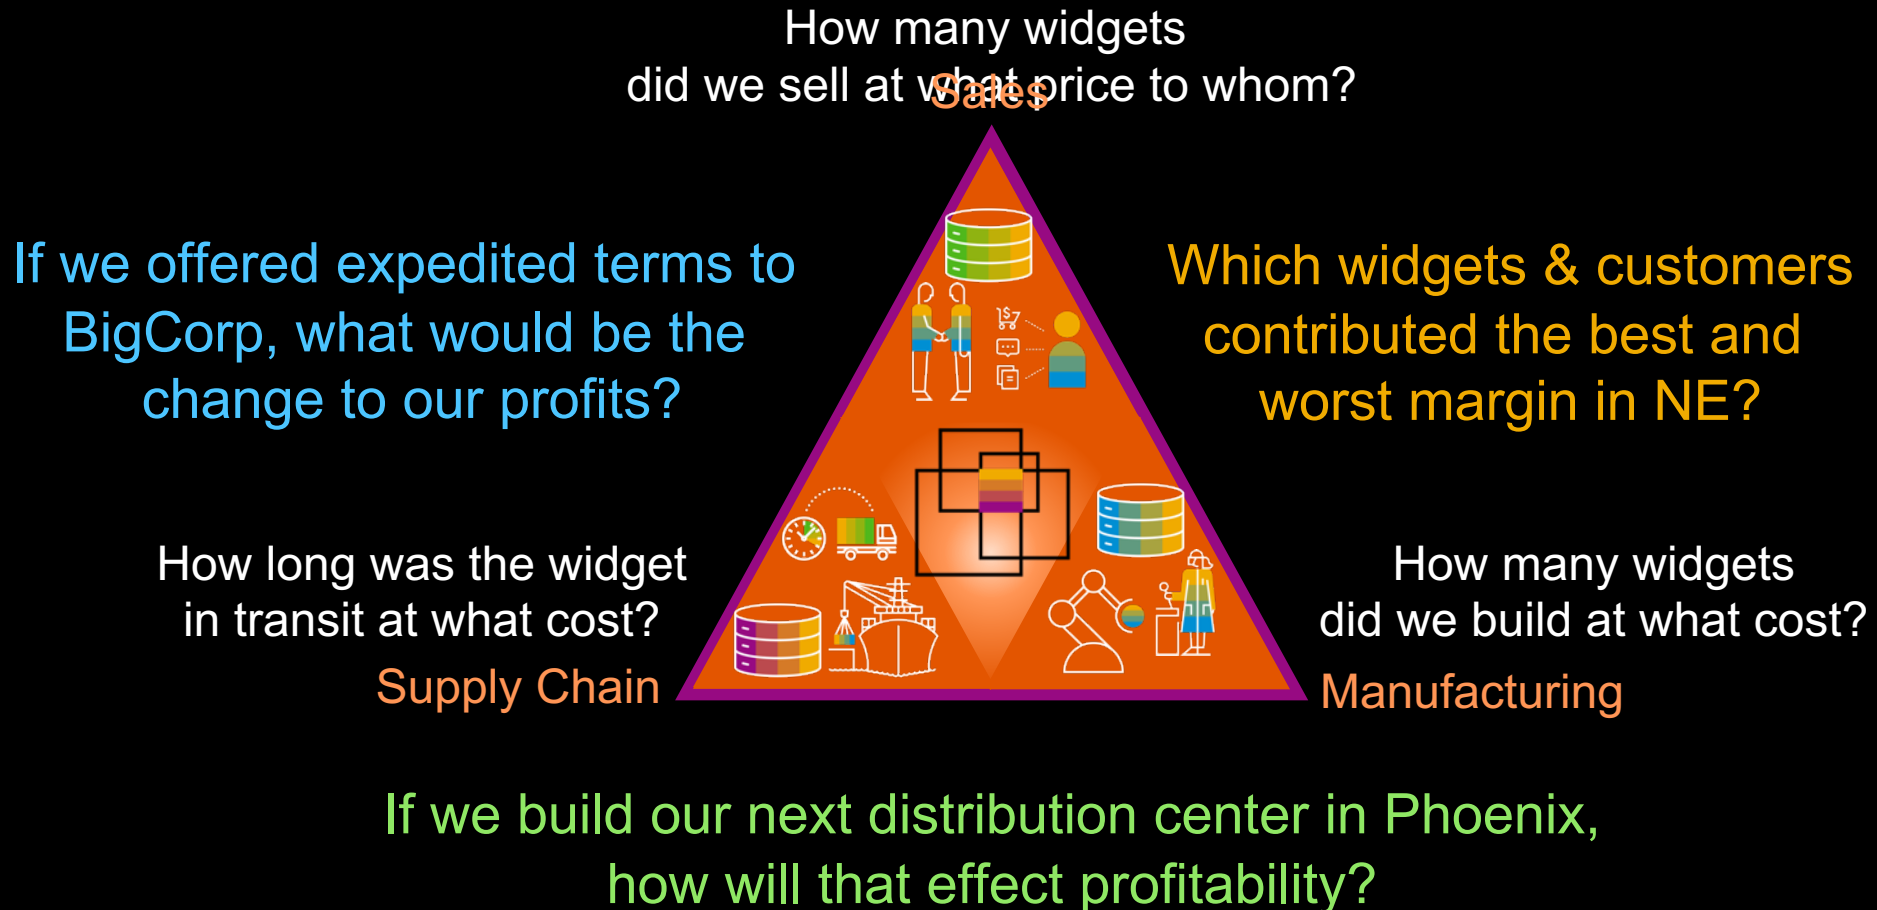 How many widgets
did we sell at what price to whom?
Sales
If we offered expedited terms to
BigCorp, what would be the
change to our profits?
Which widgets & customers
contributed the best and
worst margin in NE?
How long was the widget
in transit at what cost?
Supply Chain
How many widgets
did we build at what cost?
Manufacturing
If we build our next distribution center in Phoenix,
how will that effect profitability?